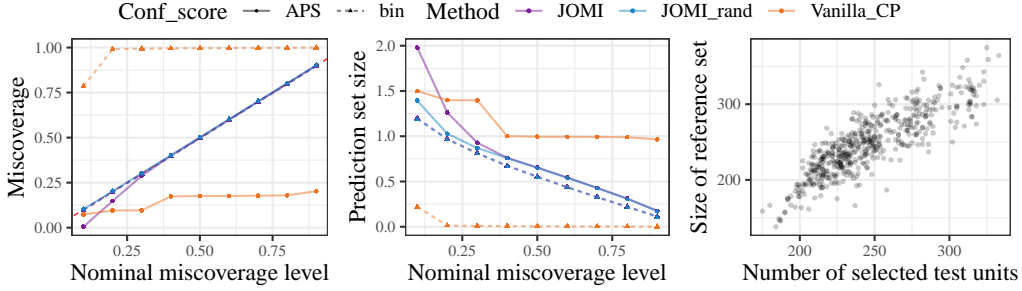 Conf_score APS bin Method JOMI JOMI_rand Vanilla_CP
Miscoverage
1.00
0.75
0.50
0.25
0.00
0.25 0.50 0.75
Nominal miscoverage level
Prediction set size
2.0
1.5
1.0
0.5
0.0
0.25 0.50 0.75
Nominal miscoverage level
Size of reference set
300
200
200 250 300
Number of selected test units